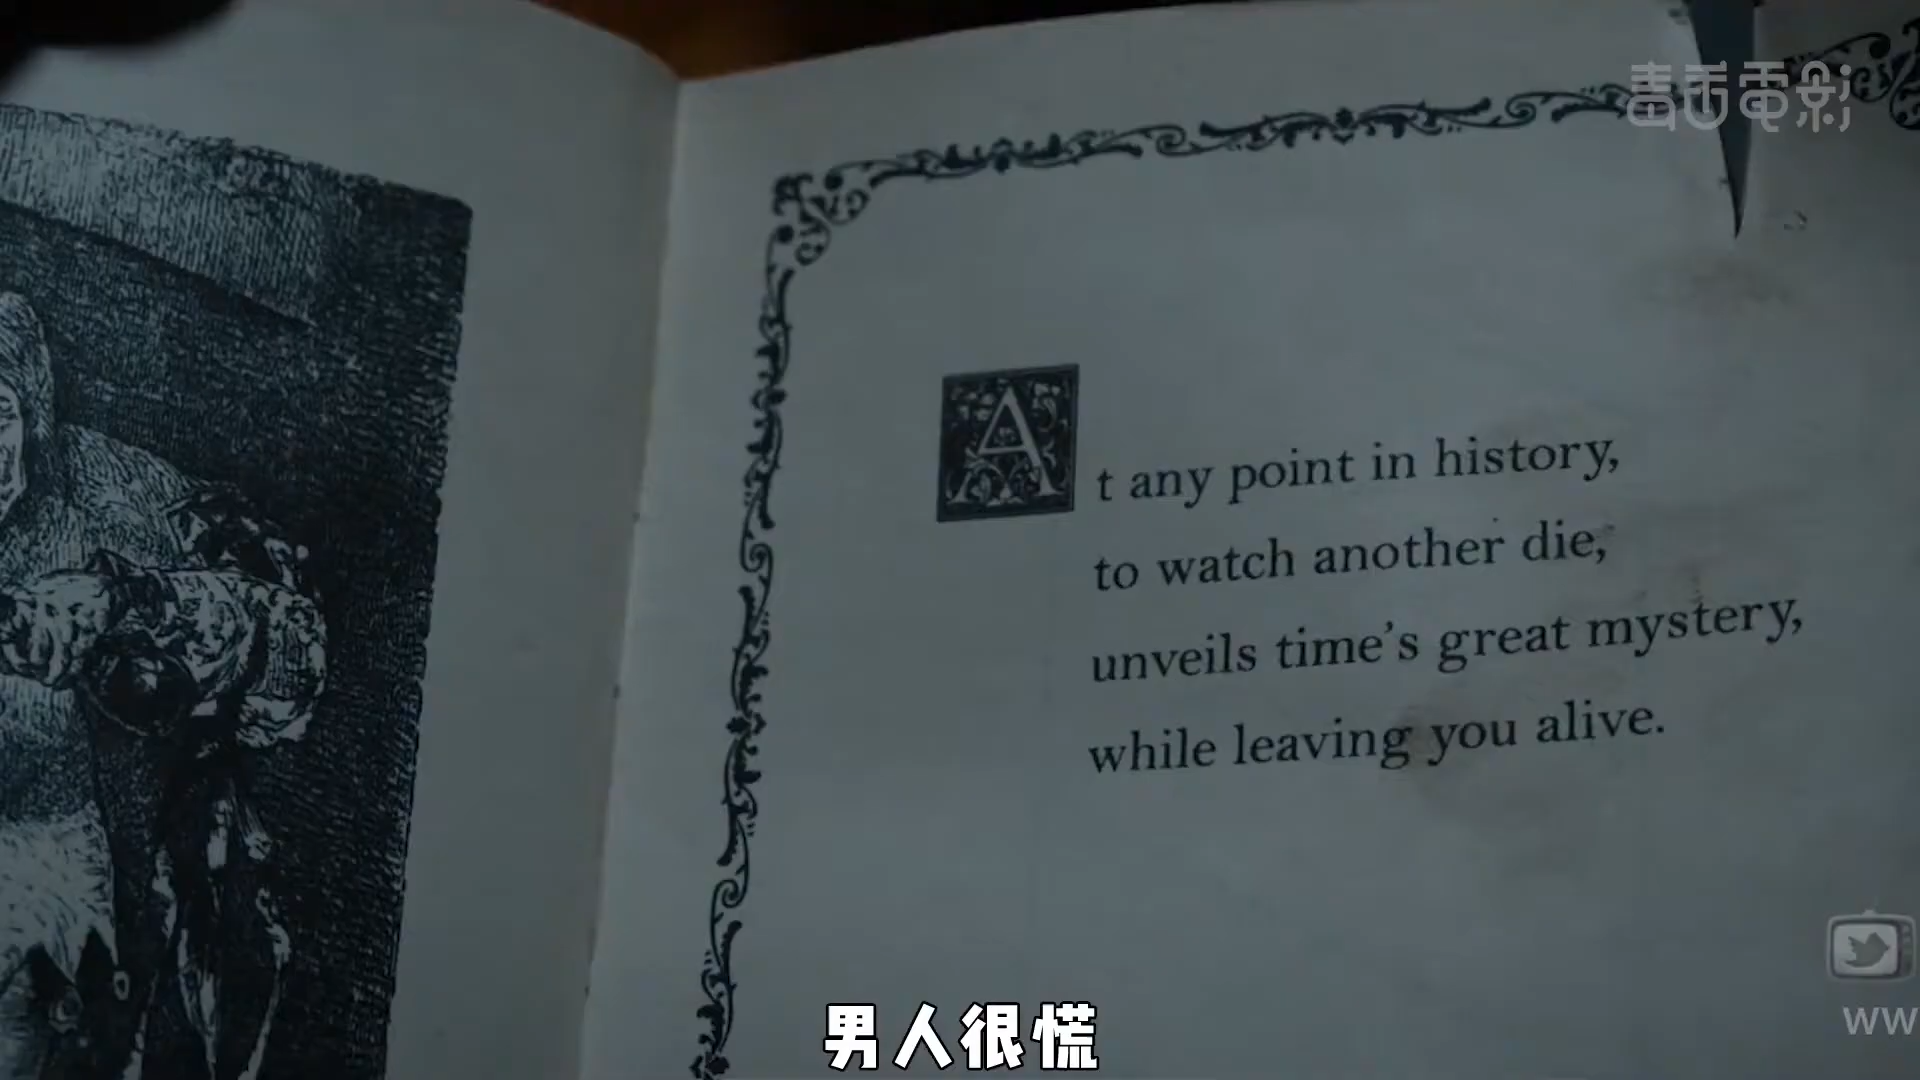 毒舌電影
At any point in history,
to watch another die,
unveils time's great mystery,
while leaving you alive.
WW
男人很慌